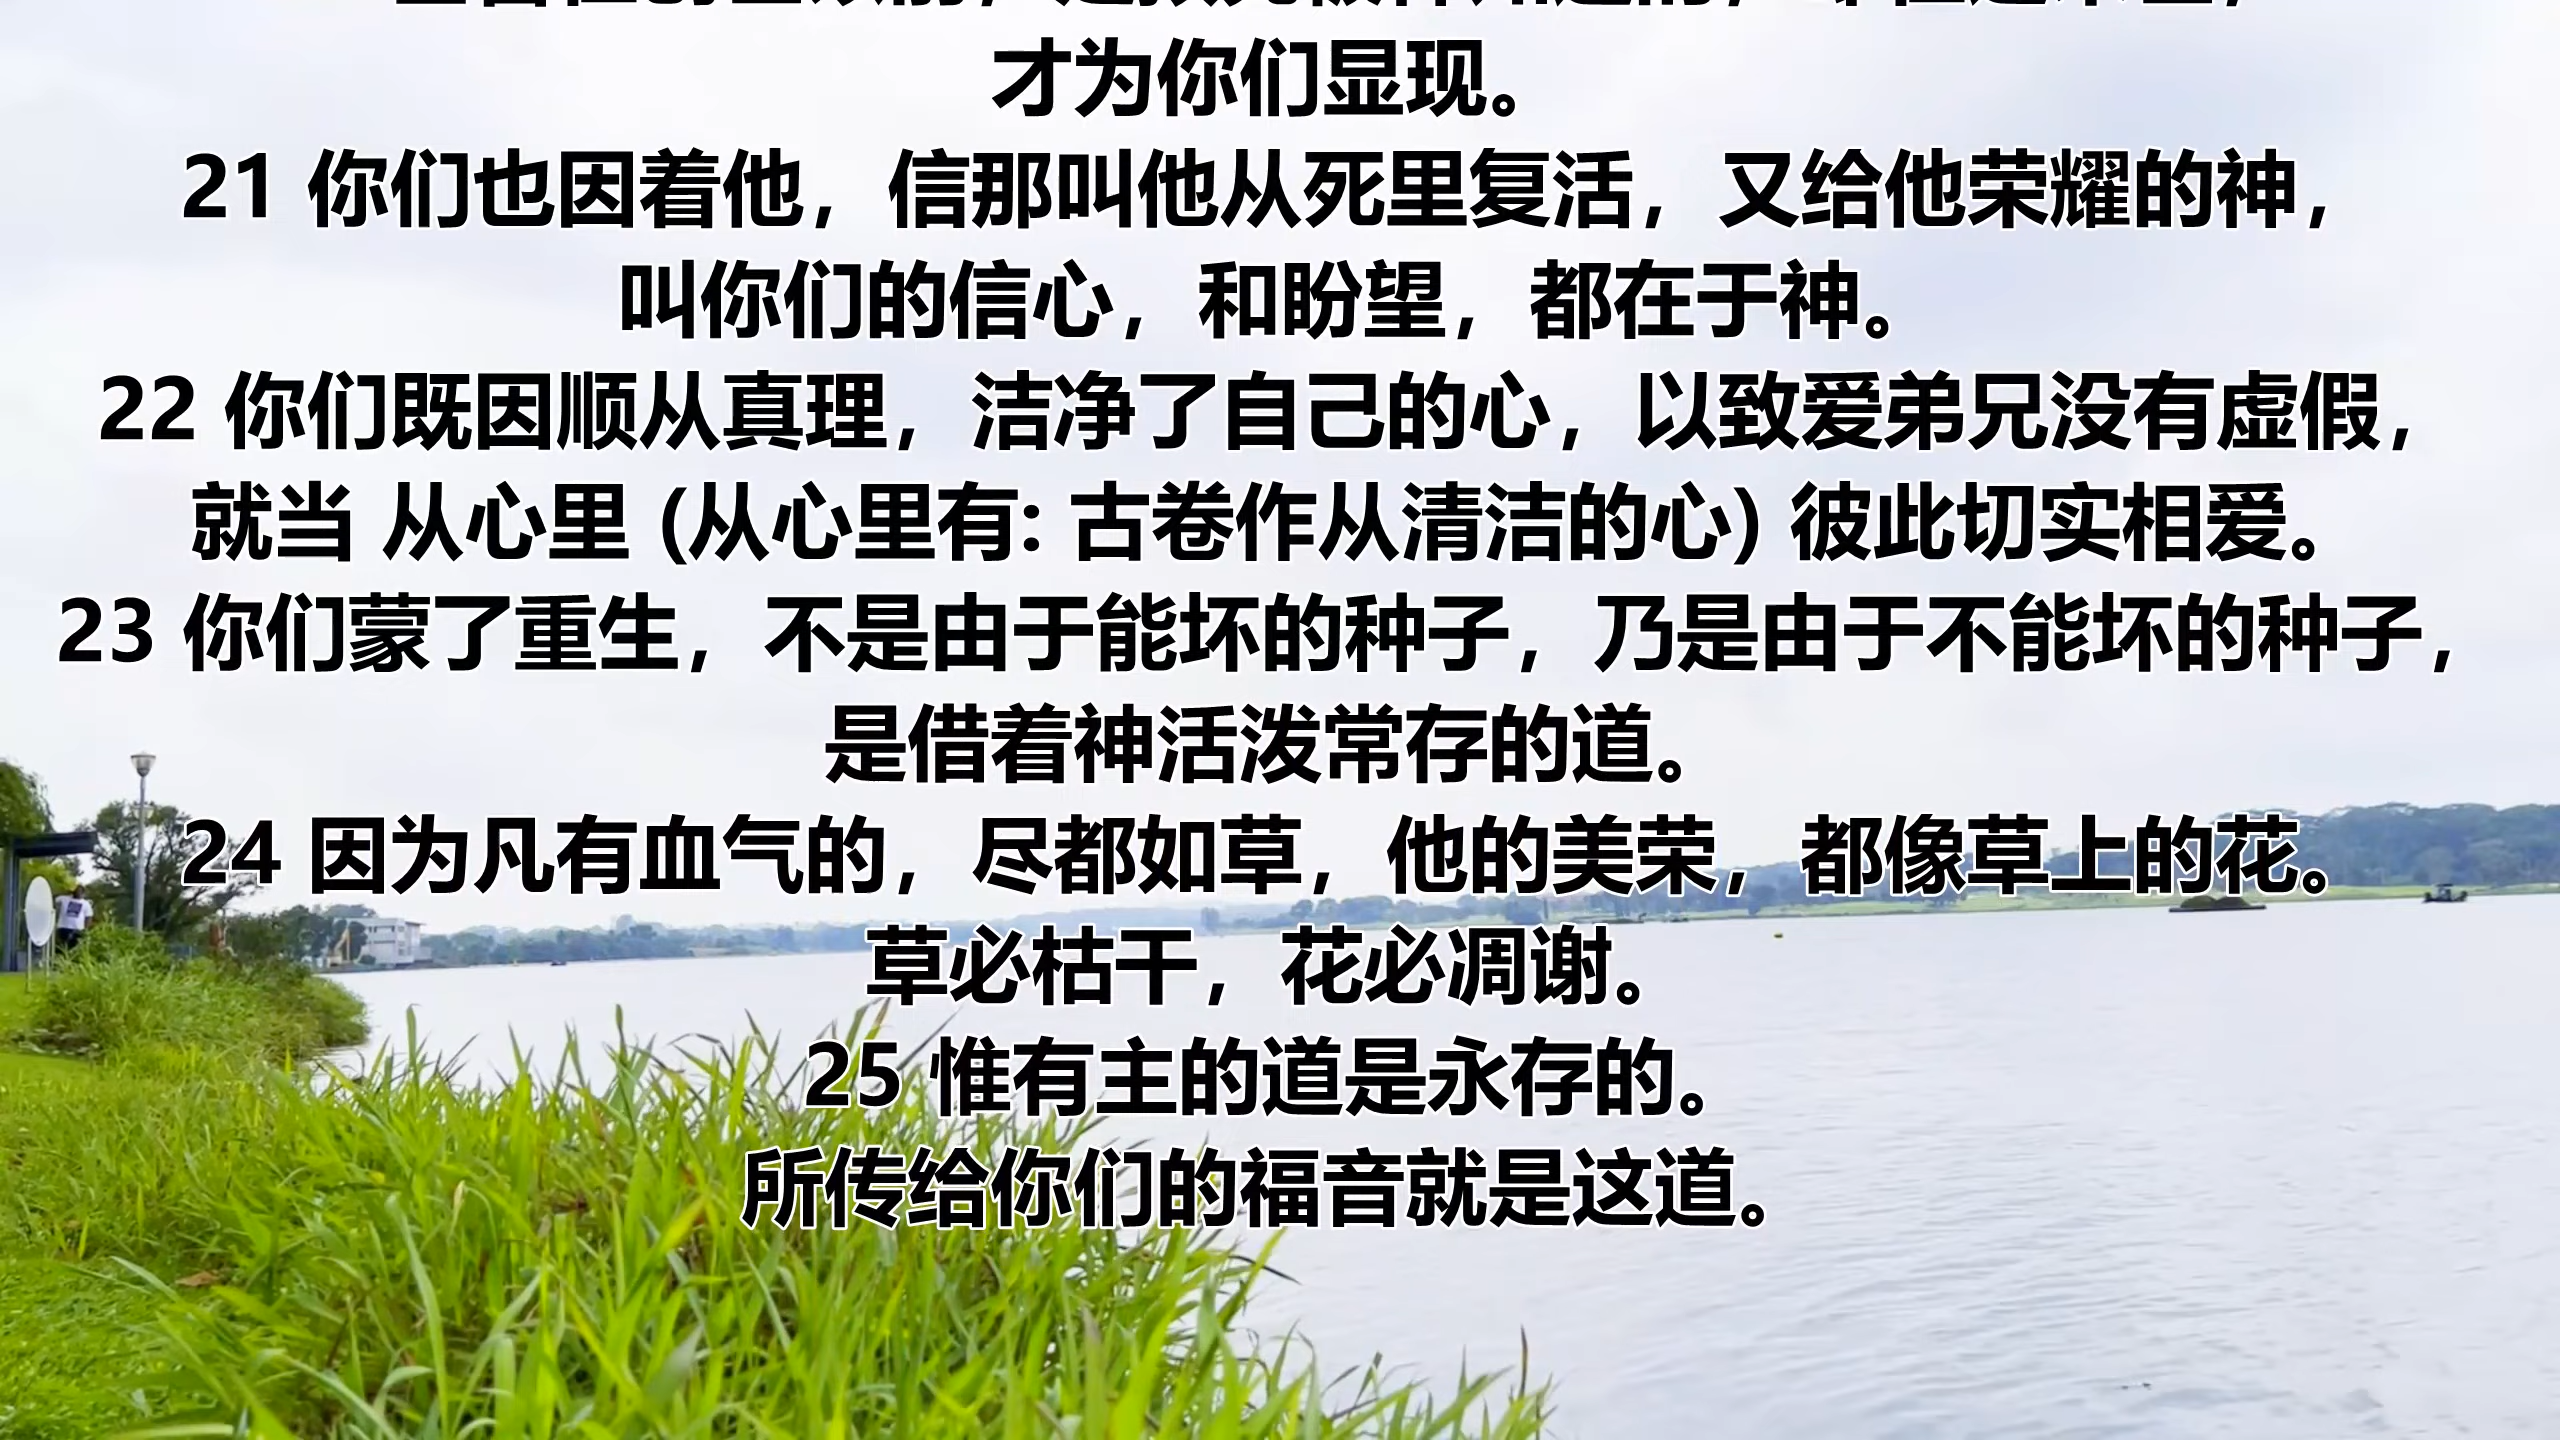 才为你们显现。
21 你们也因着他，信那叫他从死里复活，又给他荣耀的神，
叫你们的信心，和盼望，都在于神。
22 你们既因顺从真理，洁净了自己的心，以致爱弟兄没有虚假，
就当 从心里 (从心里有: 古卷作从清洁的心) 彼此切实相爱。
23 你们蒙了重生，不是由于能坏的种子，乃是由于不能坏的种子，
是借着神活泼常存的道。
24 因为凡有血气的，尽都如草，他的美荣，都像草上的花。
草必枯干，花必凋谢。
25 惟有主的道是永存的。
所传给你们的福音就是这道。